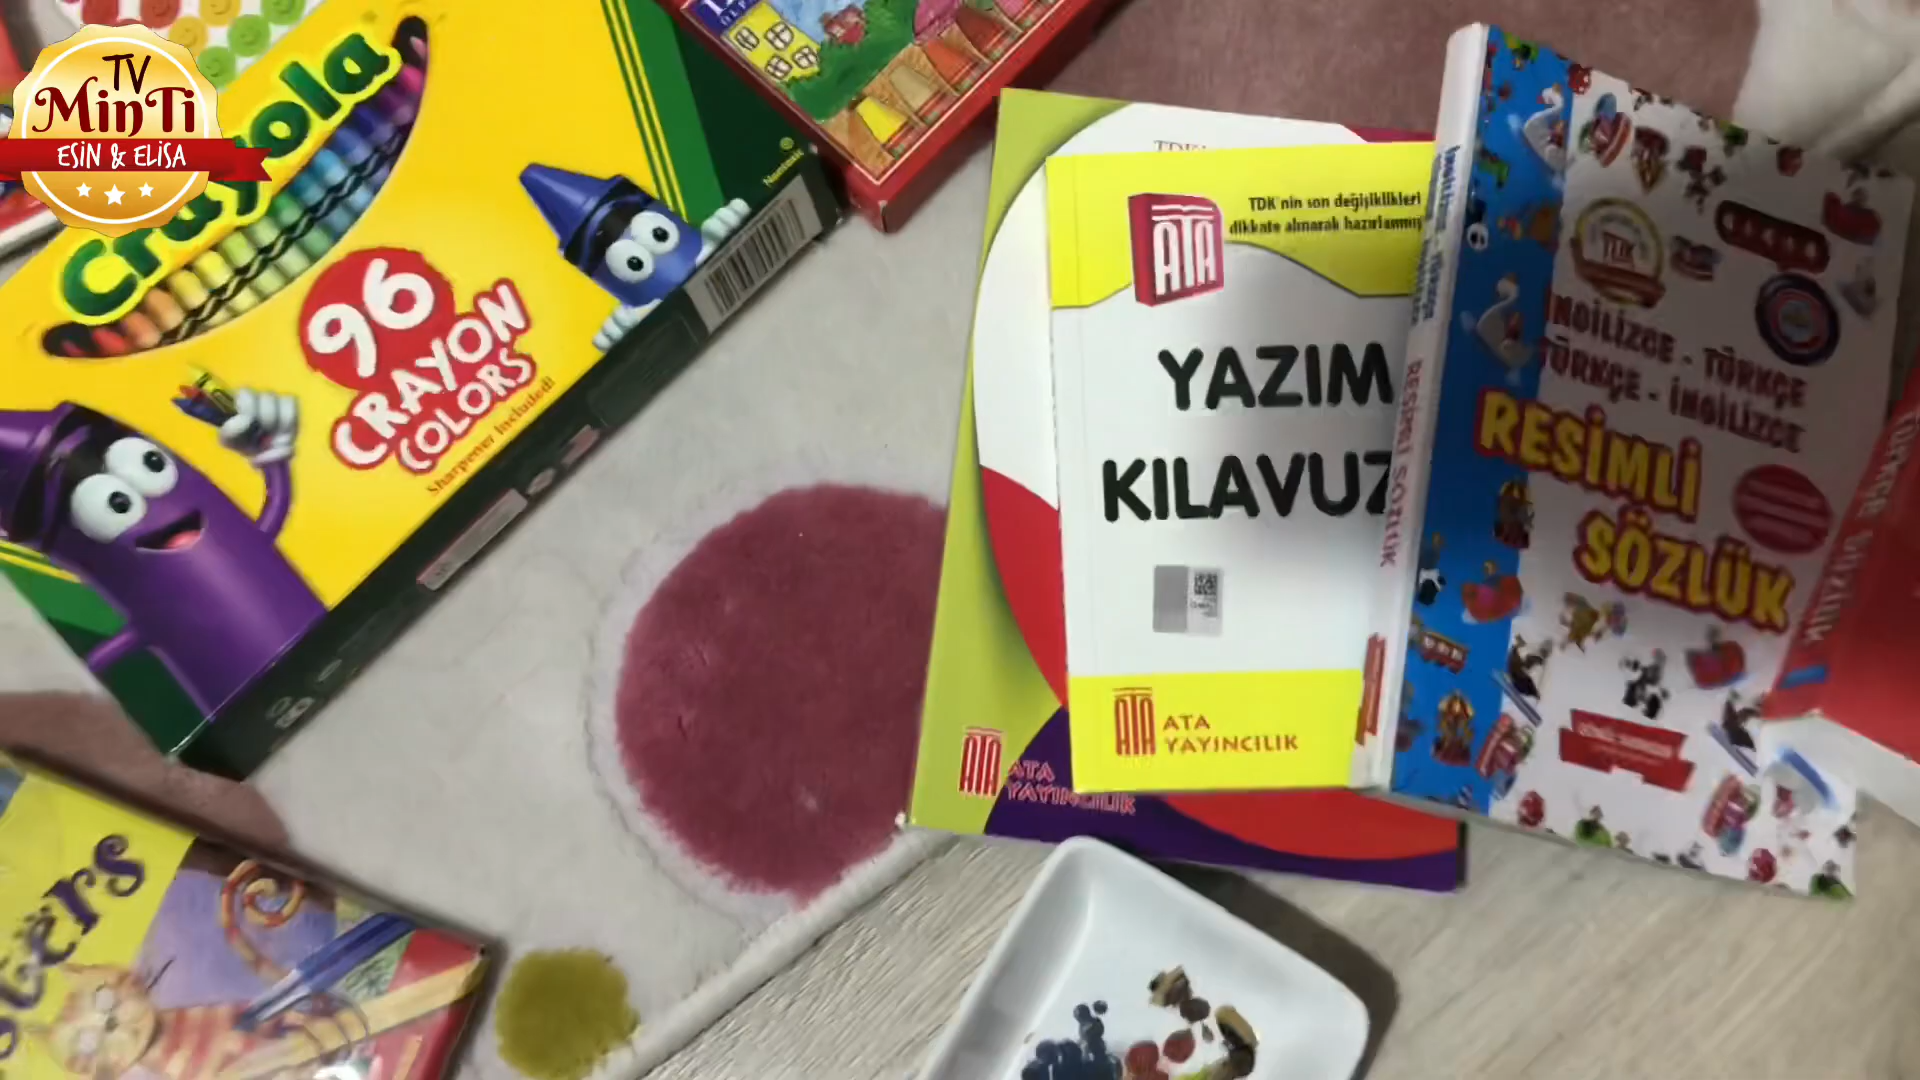 TV
MinTi
ESİN & ELİSA
Crayola
96
CRAYON
COLORS
Sharpener Included!
Nontoxic
TDK'nin son değişiklikleri
dikkate alınarak hazırlanmış
ATA
YAZIM
KILAVUZ
ATA
ATA
YAYINCILIK
ATA
ATA
YAYINCILIK
RESİMLİ SÖZLÜK
TDK
İNGİLİZCE - TÜRKÇE
TÜRKÇE - İNGİLİZCE
RESİMLİ
SÖZLÜK